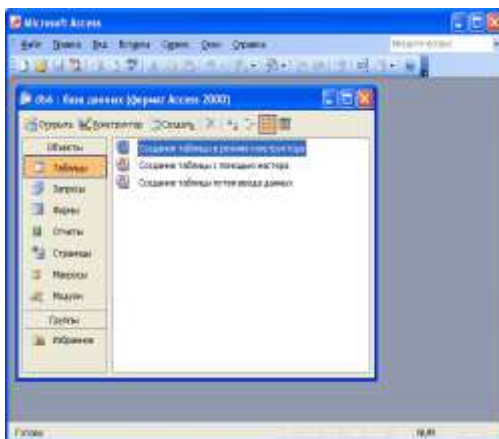 Microsoft Access
Файл Правка Вид Вставка Сервис Окно Справка
db6 : база данных (формат Access 2000)
Открыть Конструктор Создать
Объекты
Таблицы
Запросы
Формы
Отчеты
Страницы
Макросы
Модули
Группы
Избранное
Создание таблицы в режиме конструктора
Создание таблицы с помощью мастера
Создание таблицы путем ввода данных
Готово
NUM